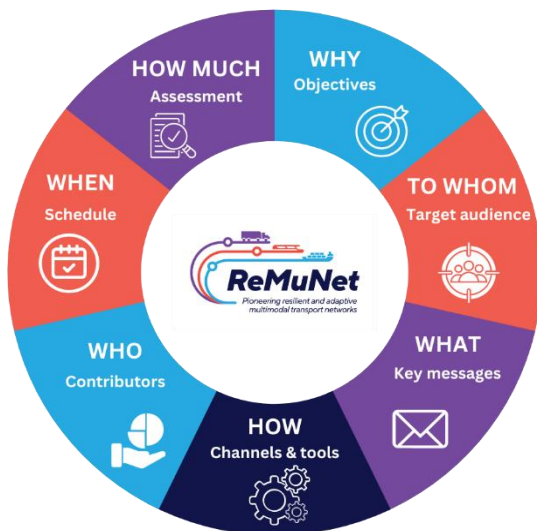 WHY
Objectives
TO WHOM
Target audience
WHAT
Key messages
HOW
Channels & tools
WHO
Contributors
WHEN
Schedule
HOW MUCH
Assessment
ReMuNet
Pioneering resilient and adaptive
multimodal transport networks